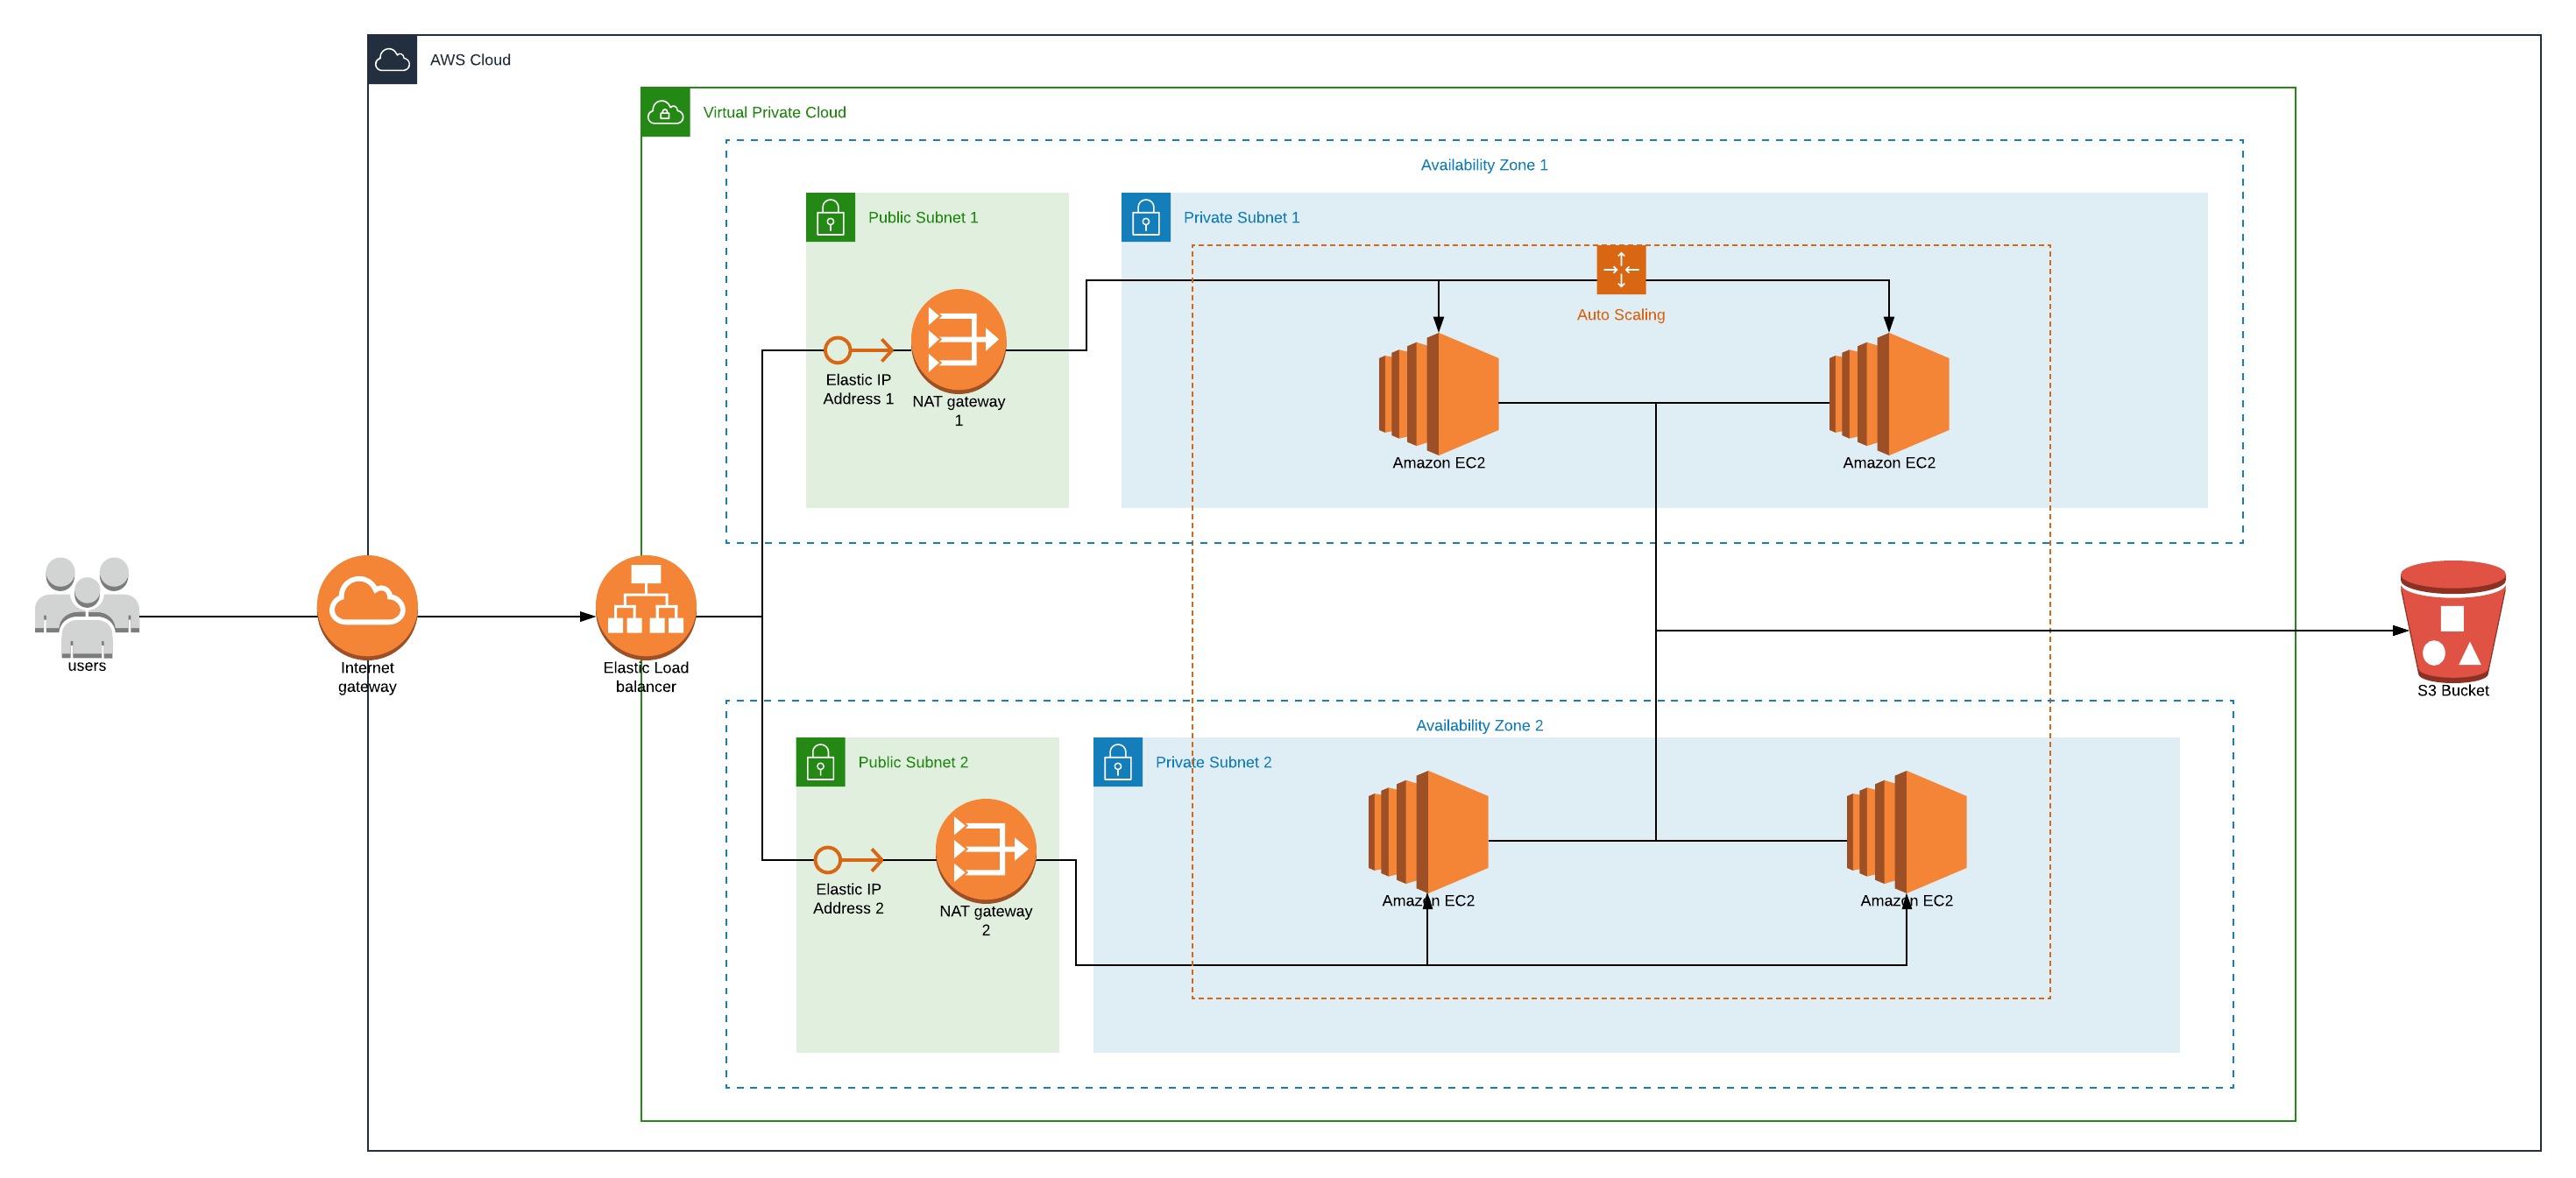 AWS Cloud
Virtual Private Cloud
Availability Zone 1
Public Subnet 1
Private Subnet 1
Auto Scaling
Elastic IP
Address 1
NAT gateway
1
Amazon EC2
Amazon EC2
users
Internet
gateway
Elastic Load
balancer
S3 Bucket
Availability Zone 2
Public Subnet 2
Private Subnet 2
Elastic IP
Address 2
NAT gateway
2
Amazon EC2
Amazon EC2